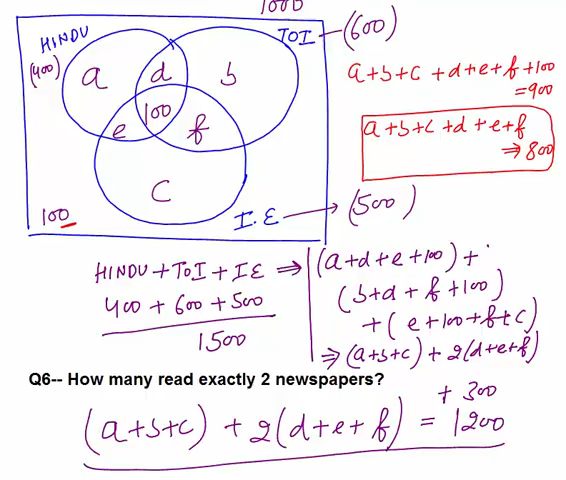 1000
HINDU
TOI → (600)
(400)
a d b
100
e f
c
100
I.E → (500)
a+b+c +d+e+f+100
=900
a+b+c +d+e+f
⇒ 800
HINDU + TOI + IE ⇒ (a+d+e+100) +
400 + 600 + 500
(b+d+f+100)
+(e+100+f+c)
1500
⇒ (a+b+c) + 2(d+e+f)
+ 300
Q6-- How many read exactly 2 newspapers?
(a+b+c) + 2(d+e+f) = 1200